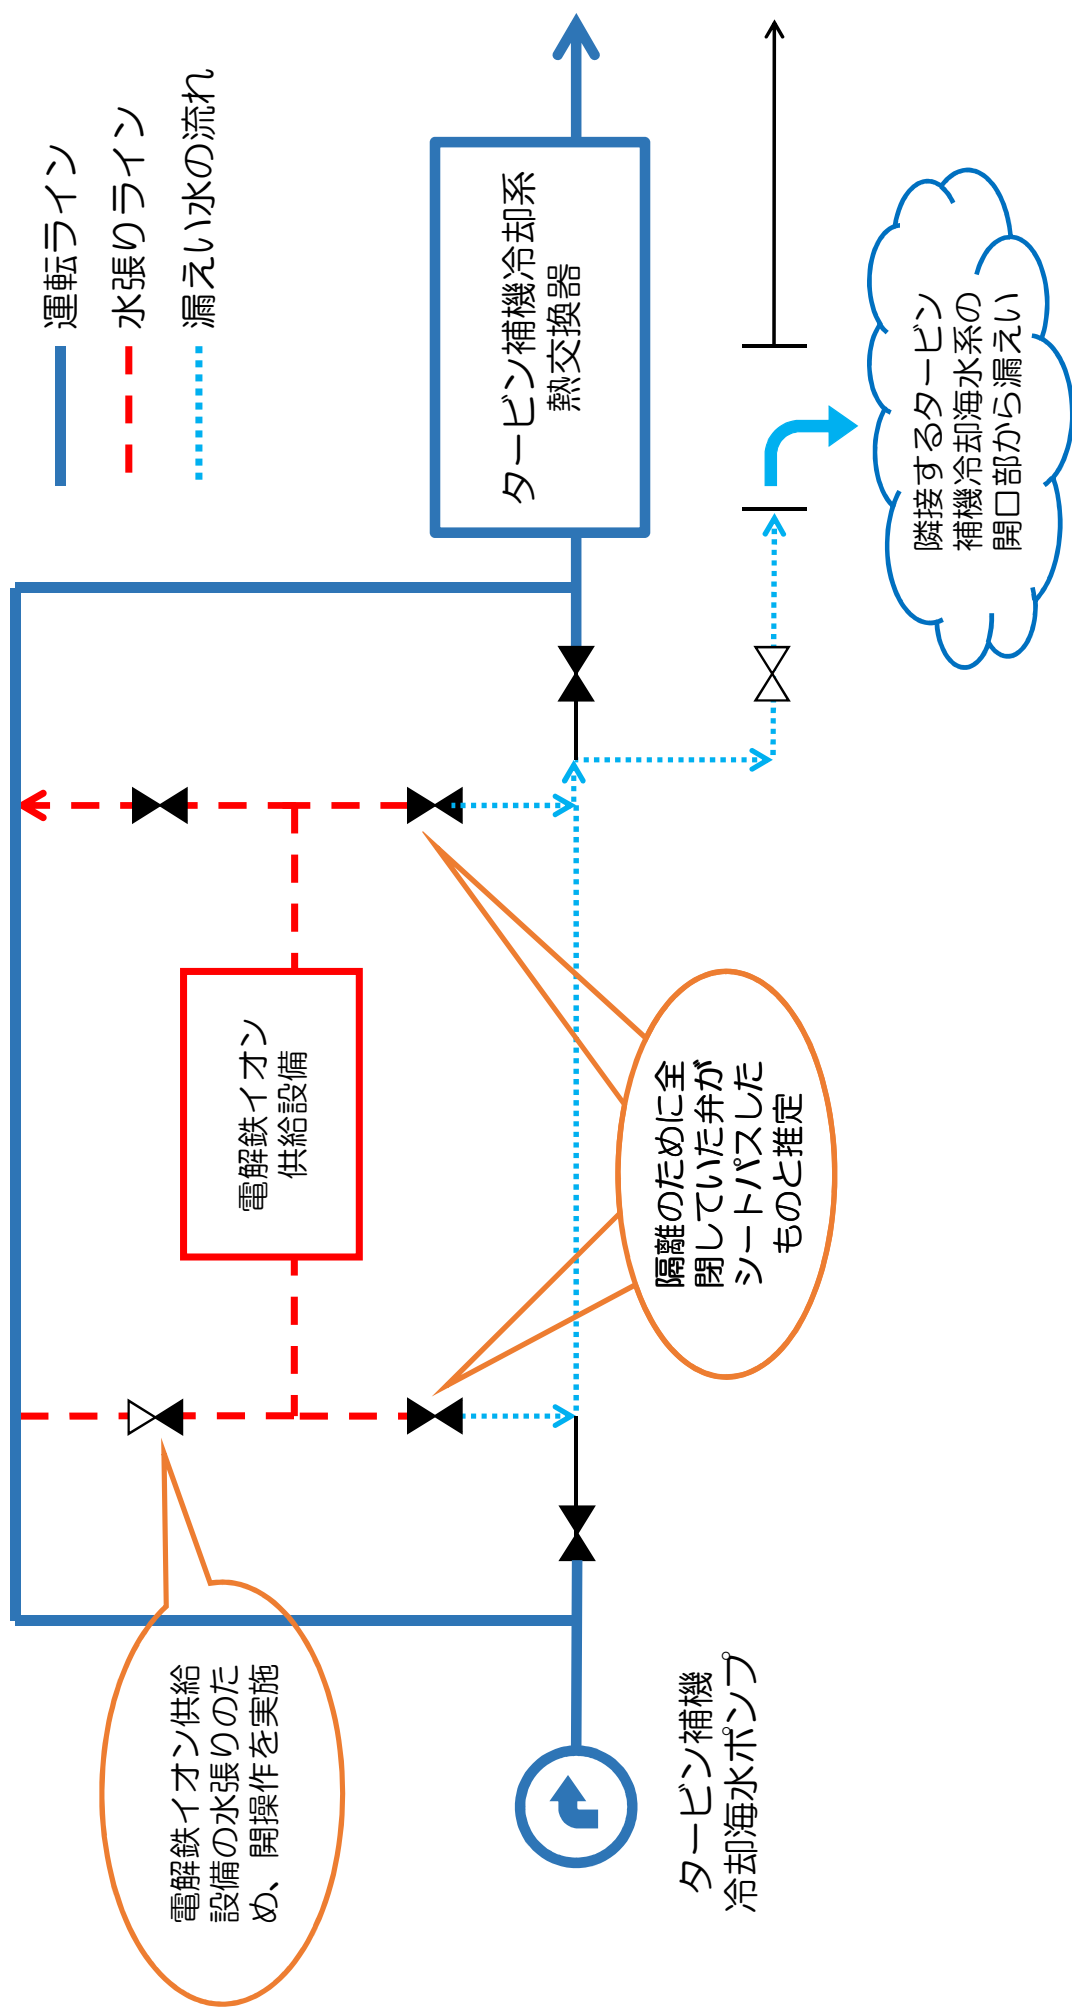 運転ライン
水張りライン
漏えい水の流れ
タービン補機冷却系
熱交換器
隣接するタービン
補機冷却海水系の
開口部から漏えい
電解鉄イオン
供給設備
隔離のために全
閉していた弁が
シートパスした
ものと推定
電解鉄イオン供給
設備の水張りのた
め、開操作を実施
タービン補機
冷却海水ポンプ